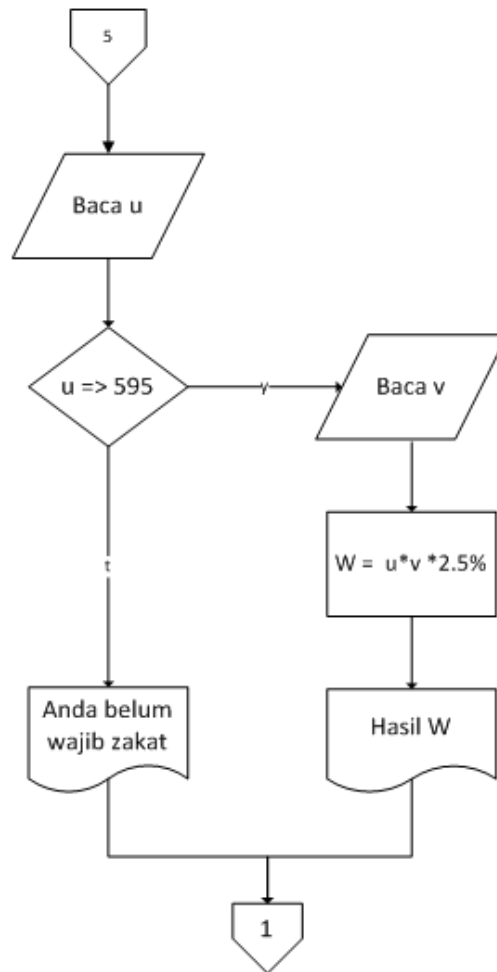 5
Baca u
u => 595
y
Baca v
W = u*v *2.5%
t
Anda belum
wajib zakat
Hasil W
1